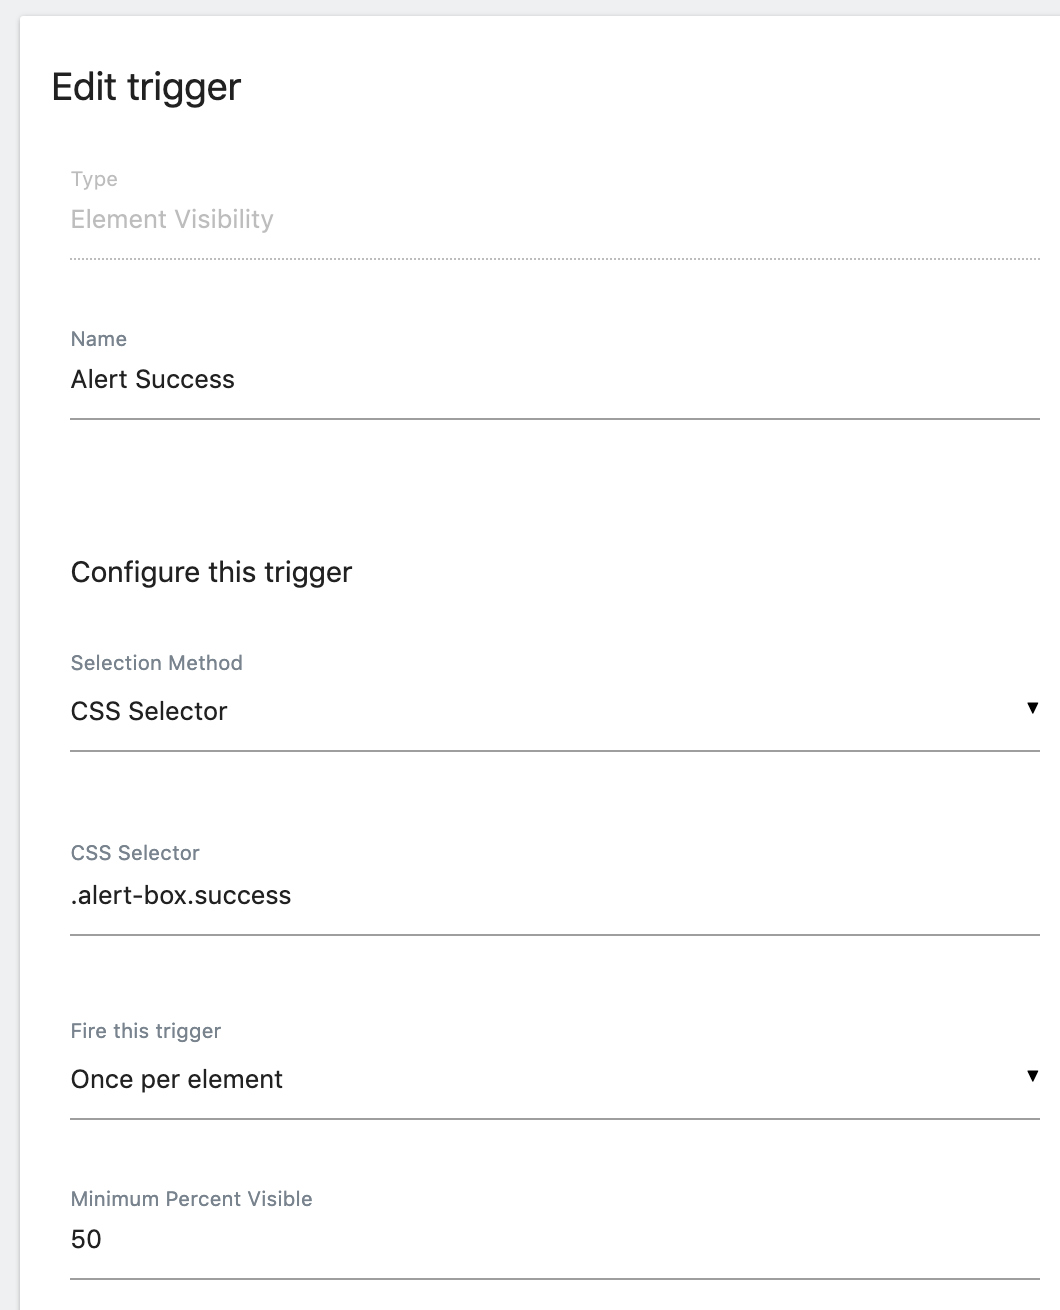 Edit trigger
Type
Element Visibility
Name
Alert Success
Configure this trigger
Selection Method
CSS Selector
CSS Selector
.alert-box.success
Fire this trigger
Once per element
Minimum Percent Visible
50